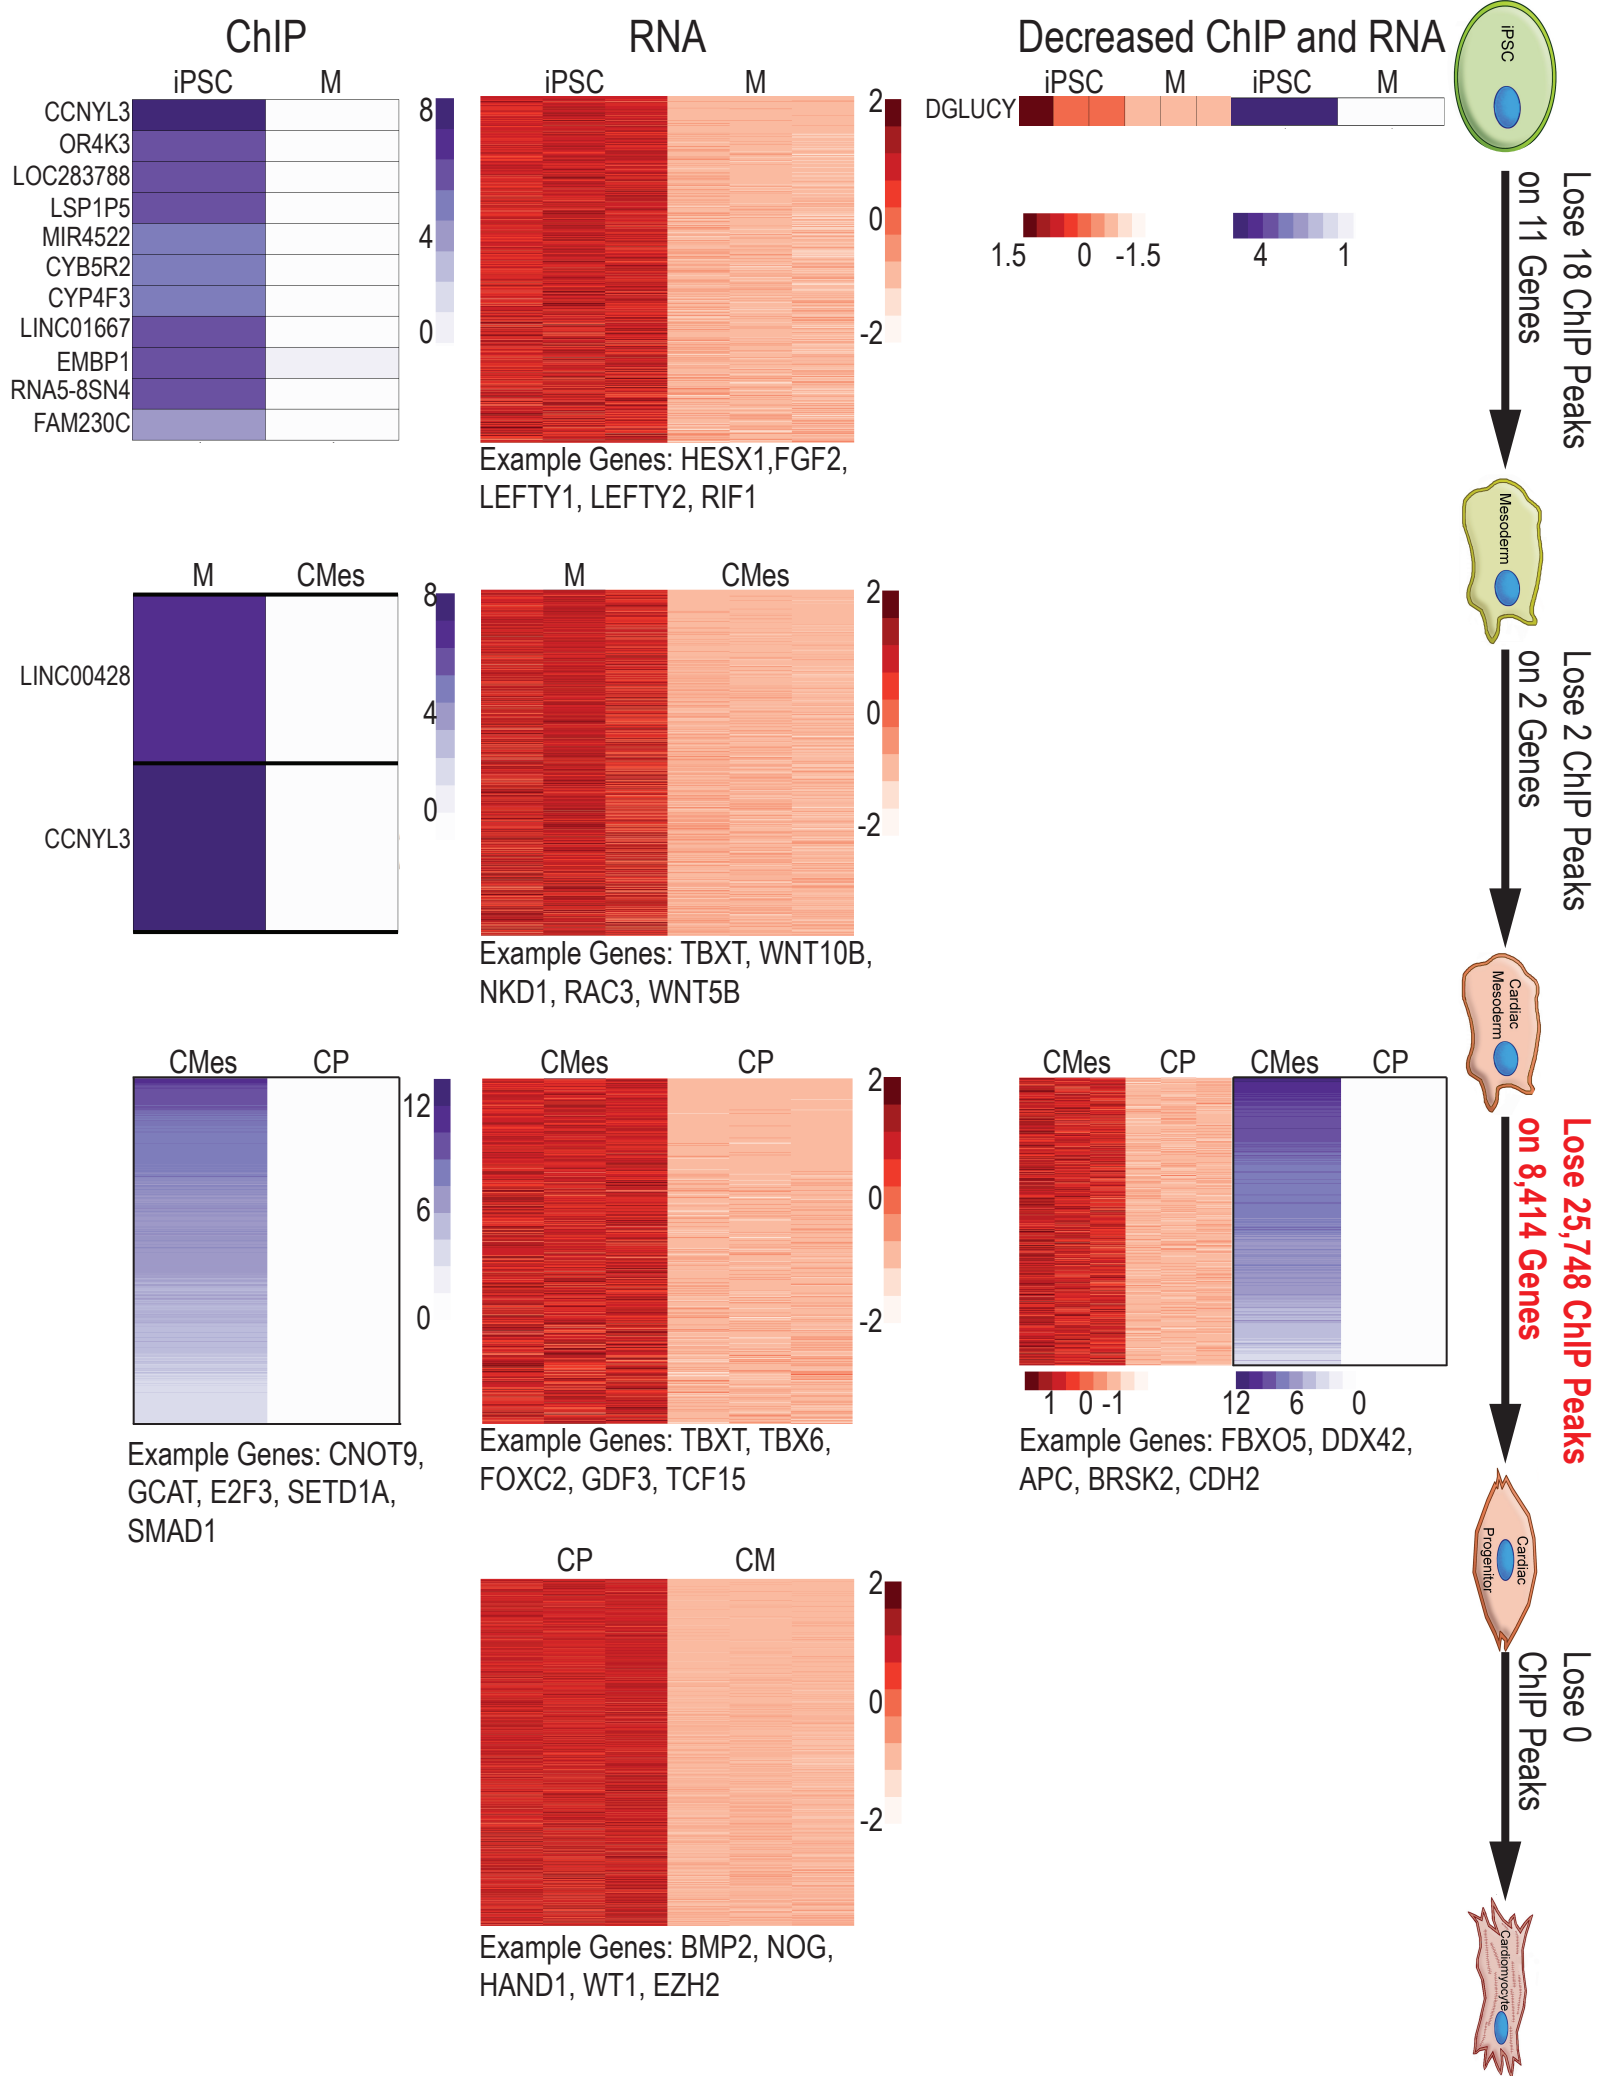 ChIP
RNA
Decreased ChIP and RNA
iPSC M
8
4
0
CCNYL3
OR4K3
LOC283788
LSP1P5
MIR4522
CYB5R2
CYP4F3
LINC01667
EMBP1
RNA5-8SN4
FAM230C
iPSC M
2
0
-2
Example Genes: HESX1,FGF2,
LEFTY1, LEFTY2, RIF1
iPSC M iPSC M
DGLUCY
1.5 0 -1.5
4 1
iPSC
Lose 18 ChIP Peaks
on 11 Genes
M CMes
8
4
0
LINC00428
CCNYL3
M CMes
2
0
-2
Example Genes: TBXT, WNT10B,
NKD1, RAC3, WNT5B
Mesoderm
Lose 2 ChIP Peaks
on 2 Genes
CMes CP
12
6
0
Example Genes: CNOT9,
GCAT, E2F3, SETD1A,
SMAD1
CMes CP
2
0
-2
Example Genes: TBXT, TBX6,
FOXC2, GDF3, TCF15
CMes CP CMes CP
1 0 -1
12 6 0
Example Genes: FBXO5, DDX42,
APC, BRSK2, CDH2
Cardiac
Mesoderm
Lose 25,748 ChIP Peaks
on 8,414 Genes
CP CM
2
0
-2
Example Genes: BMP2, NOG,
HAND1, WT1, EZH2
Cardiac
Progenitor
Lose 0
ChIP Peaks
Cardiomyocyte